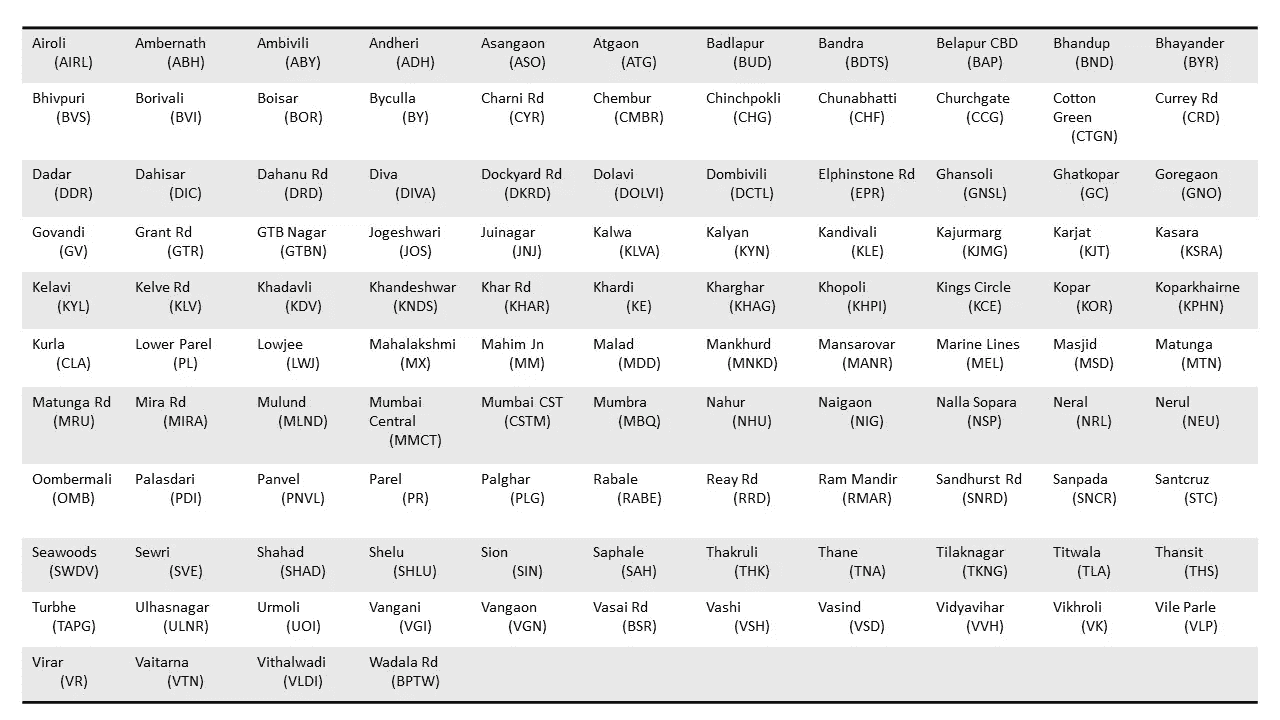 Airoli Ambernath Ambivili Andheri Asangaon Atgaon Badlapur Bandra Belapur CBD Bhandup Bhayander
(AIRL) (ABH) (ABY) (ADH) (ASO) (ATG) (BUD) (BDTS) (BAP) (BND) (BYR)
Bhivpuri Borivali Boisar Byculla Charni Rd Chembur Chinchpokli Chunabhatti Churchgate Cotton Currey Rd
(BVS) (BVI) (BOR) (BY) (CYR) (CMBR) (CHG) (CHF) (CCG) Green (CRD)
(CTGN)
Dadar Dahisar Dahanu Rd Diva Dockyard Rd Dolavi Dombivili Elphinstone Rd Ghansoli Ghatkopar Goregaon
(DDR) (DIC) (DRD) (DIVA) (DKRD) (DOLVI) (DCTL) (EPR) (GNSL) (GC) (GNO)
Govandi Grant Rd GTB Nagar Jogeshwari Juinagar Kalwa Kalyan Kandivali Kajurmarg Karjat Kasara
(GV) (GTR) (GTBN) (JOS) (JNJ) (KLVA) (KYN) (KLE) (KJMG) (KJT) (KSRA)
Kelavi Kelve Rd Khadavli Khandeshwar Khar Rd Khardi Kharghar Khopoli Kings Circle Kopar Koparkhairne
(KYL) (KLV) (KDV) (KNDS) (KHAR) (KE) (KHAG) (KHPI) (KCE) (KOR) (KPHN)
Kurla Lower Parel Lowjee Mahalakshmi Mahim Jn Malad Mankhurd Mansarovar Marine Lines Masjid Matunga
(CLA) (PL) (LWJ) (MX) (MM) (MDD) (MNKD) (MANR) (MEL) (MSD) (MTN)
Matunga Rd Mira Rd Mulund Mumbai Mumbai CST Mumbra Nahur Naigaon Nalla Sopara Neral Nerul
(MRU) (MIRA) (MLND) Central (CSTM) (MBQ) (NHU) (NIG) (NSP) (NRL) (NEU)
(MMCT)
Oombermali Palasdari Panvel Parel Palghar Rabale Reay Rd Ram Mandir Sandhurst Rd Sanpada Santcruz
(OMB) (PDI) (PNVL) (PR) (PLG) (RABE) (RRD) (RMAR) (SNRD) (SNCR) (STC)
Seawoods Sewri Shahad Shelu Sion Saphale Thakruli Thane Tilaknagar Titwala Thansit
(SWDV) (SVE) (SHAD) (SHLU) (SIN) (SAH) (THK) (TNA) (TKNG) (TLA) (THS)
Turbhe Ulhasnagar Urmoli Vangani Vangaon Vasai Rd Vashi Vasind Vidyavihar Vikhroli Vile Parle
(TAPG) (ULNR) (UOI) (VGI) (VGN) (BSR) (VSH) (VSD) (VVH) (VK) (VLP)
Virar Vaitarna Vithalwadi Wadala Rd
(VR) (VTN) (VLDI) (BPTW)